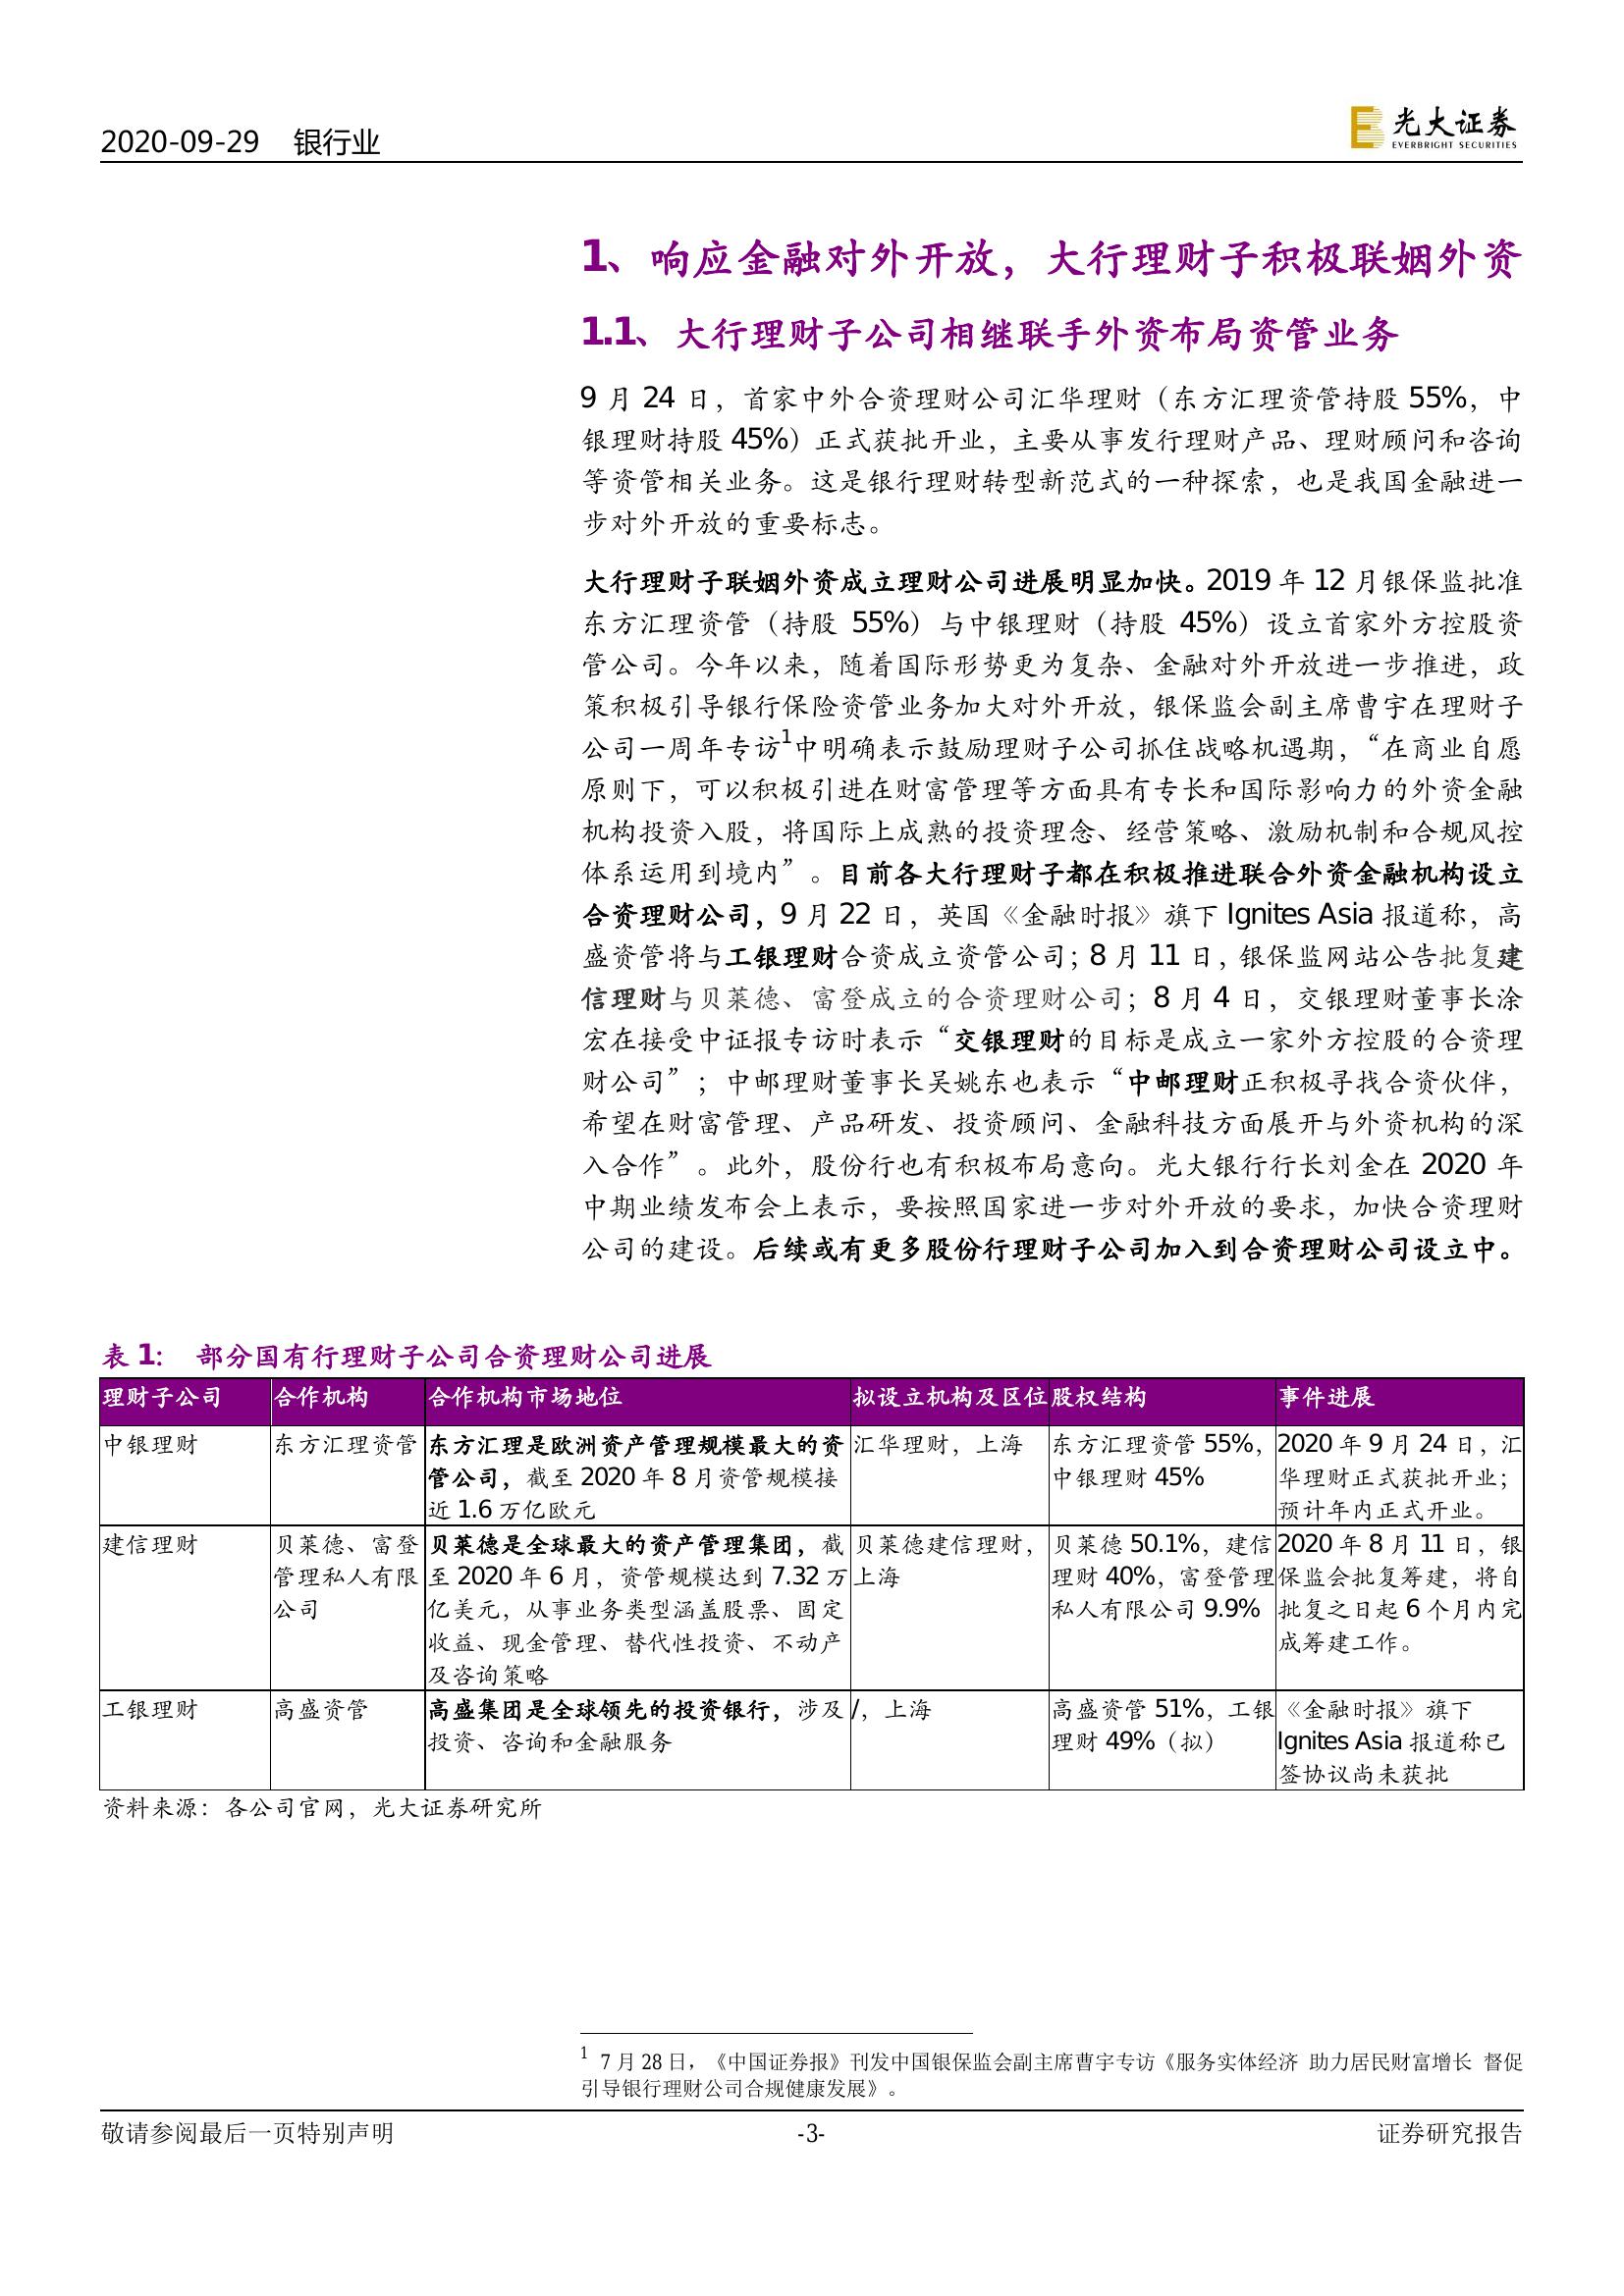 2020-09-29 银行业
光大证券
EVERBRIGHT SECURITIES
1、响应金融对外开放，大行理财子积极联姻外资
1.1、大行理财子公司相继联手外资布局资管业务
9 月 24 日，首家中外合资理财公司汇华理财（东方汇理资管持股 55%，中
银理财持股 45%）正式获批开业，主要从事发行理财产品、理财顾问和咨询
等资管相关业务。这是银行理财转型新范式的一种探索，也是我国金融进一
步对外开放的重要标志。
大行理财子联姻外资成立理财公司进展明显加快。2019 年 12 月银保监批准
东方汇理资管（持股 55%）与中银理财（持股 45%）设立首家外方控股资
管公司。今年以来，随着国际形势更为复杂、金融对外开放进一步推进，政
策积极引导银行保险资管业务加大对外开放，银保监会副主席曹宇在理财子
公司一周年专访1中明确表示鼓励理财子公司抓住战略机遇期，“在商业自愿
原则下，可以积极引进在财富管理等方面具有专长和国际影响力的外资金融
机构投资入股，将国际上成熟的投资理念、经营策略、激励机制和合规风控
体系运用到境内”。目前各大行理财子都在积极推进联合外资金融机构设立
合资理财公司，9 月 22 日，英国《金融时报》旗下 Ignites Asia 报道称，高
盛资管将与工银理财合资成立资管公司；8 月 11 日，银保监网站公告批复建
信理财与贝莱德、富登成立的合资理财公司；8 月 4 日，交银理财董事长涂
宏在接受中证报专访时表示“交银理财的目标是成立一家外方控股的合资理
财公司”；中邮理财董事长吴姚东也表示“中邮理财正积极寻找合资伙伴，
希望在财富管理、产品研发、投资顾问、金融科技方面展开与外资机构的深
入合作”。此外，股份行也有积极布局意向。光大银行行长刘金在 2020 年
中期业绩发布会上表示，要按照国家进一步对外开放的要求，加快合资理财
公司的建设。后续或有更多股份行理财子公司加入到合资理财公司设立中。
表 1： 部分国有行理财子公司合资理财公司进展
理财子公司 合作机构 合作机构市场地位 拟设立机构及区位 股权结构 事件进展
中银理财 东方汇理资管 东方汇理是欧洲资产管理规模最大的资 汇华理财，上海 东方汇理资管 55%， 2020 年 9 月 24 日，汇
管公司，截至 2020 年 8 月资管规模接 中银理财 45% 华理财正式获批开业；
近 1.6 万亿欧元 预计年内正式开业。
建信理财 贝莱德、富登 贝莱德是全球最大的资产管理集团，截 贝莱德建信理财， 贝莱德 50.1%，建信 2020 年 8 月 11 日，银
管理私人有限 至 2020 年 6 月，资管规模达到 7.32 万 上海 理财 40%，富登管理 保监会批复筹建，将自
公司 亿美元，从事业务类型涵盖股票、固定 私人有限公司 9.9% 批复之日起 6 个月内完
收益、现金管理、替代性投资、不动产 成筹建工作。
及咨询策略
工银理财 高盛资管 高盛集团是全球领先的投资银行，涉及 /，上海 高盛资管 51%，工银 《金融时报》旗下
投资、咨询和金融服务 理财 49%（拟） Ignites Asia 报道称已
签协议尚未获批
资料来源：各公司官网，光大证券研究所
1 7 月 28 日，《中国证券报》刊发中国银保监会副主席曹宇专访《服务实体经济 助力居民财富增长 督促
引导银行理财公司合规健康发展》。
敬请参阅最后一页特别声明 -3- 证券研究报告